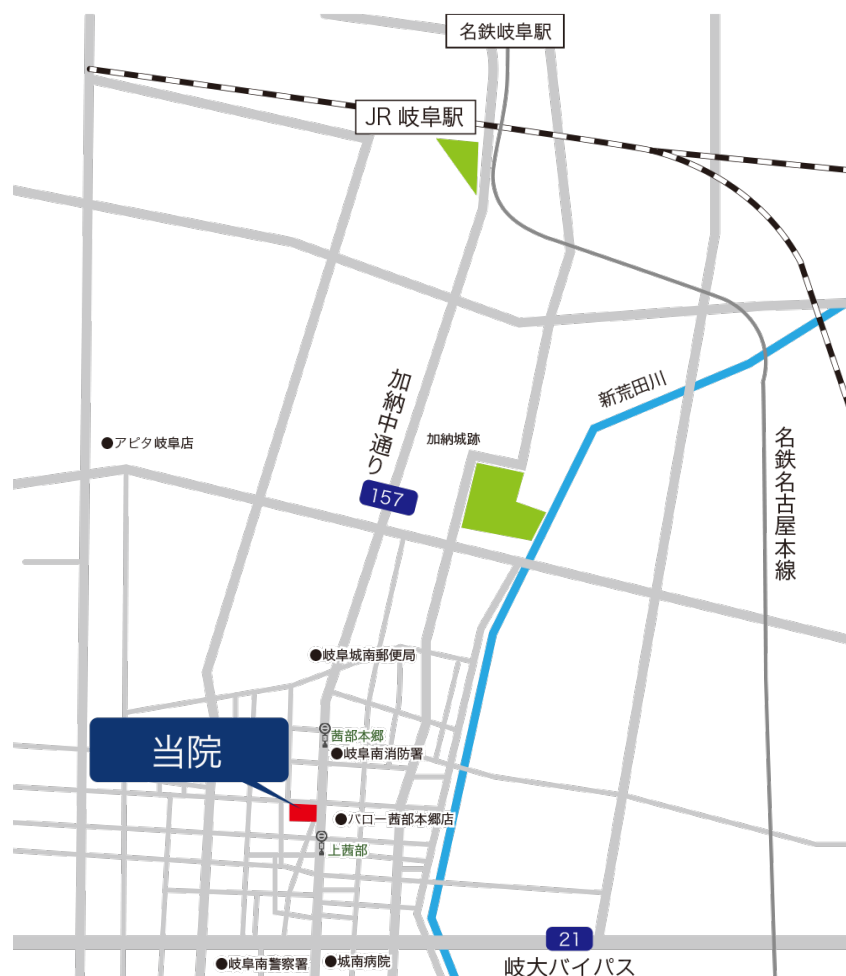 名鉄岐阜駅
JR 岐阜駅
新荒田川
加納中通り
157
加納城跡
●アピタ岐阜店
名鉄名古屋本線
●岐阜城南郵便局
当院
茜部本郷
●岐阜南消防署
●バロー茜部本郷店
上茜部
21
岐大バイパス
●岐阜南警察署
●城南病院